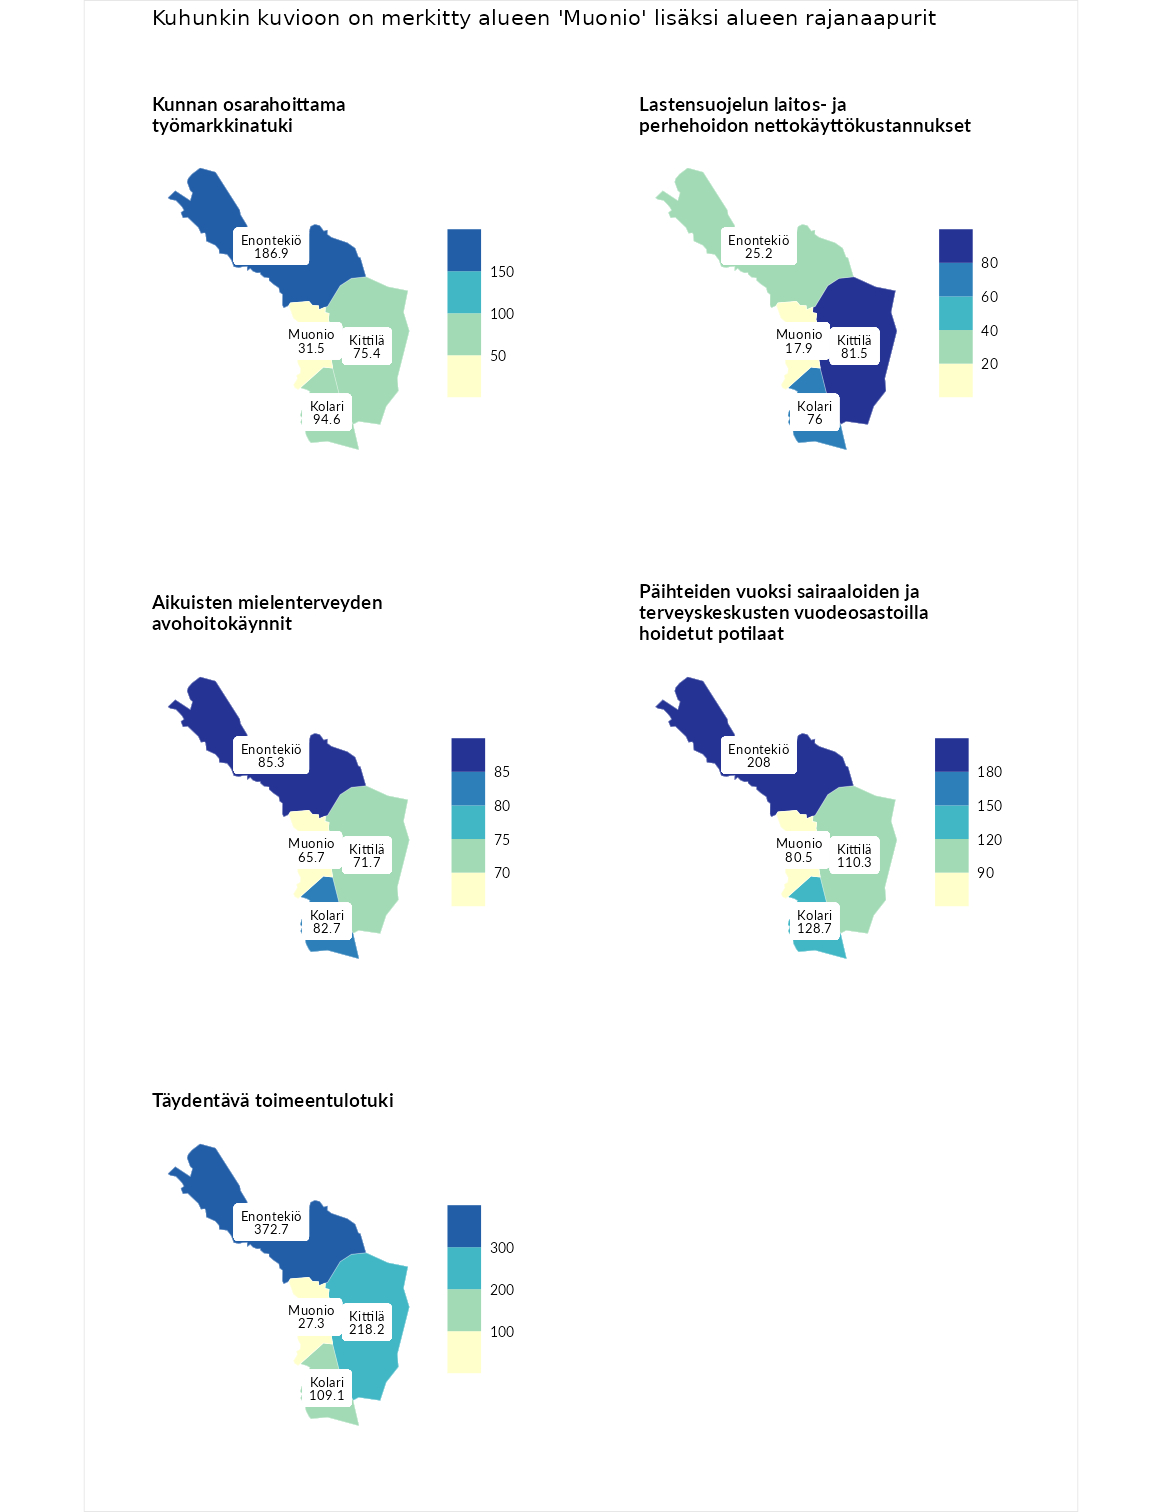 Kuhunkin kuvioon on merkitty alueen 'Muonio' lisäksi alueen rajanaapurit
Kunnan osarahoittama
työmarkkinatuki
Enontekiö
186.9
Muonio
31.5
Kittilä
75.4
Kolari
94.6
150
100
50
Lastensuojelun laitos- ja
perhehoidon nettokäyttökustannukset
Enontekiö
25.2
Muonio
17.9
Kittilä
81.5
Kolari
76
80
60
40
20
Aikuisten mielenterveyden
avohoitokäynnit
Enontekiö
85.3
Muonio
65.7
Kittilä
71.7
Kolari
82.7
85
80
75
70
Päihteiden vuoksi sairaaloiden ja
terveyskeskusten vuodeosastoilla
hoidetut potilaat
Enontekiö
208
Muonio
80.5
Kittilä
110.3
Kolari
128.7
180
150
120
90
Täydentävä toimeentulotuki
Enontekiö
372.7
Muonio
27.3
Kittilä
218.2
Kolari
109.1
300
200
100